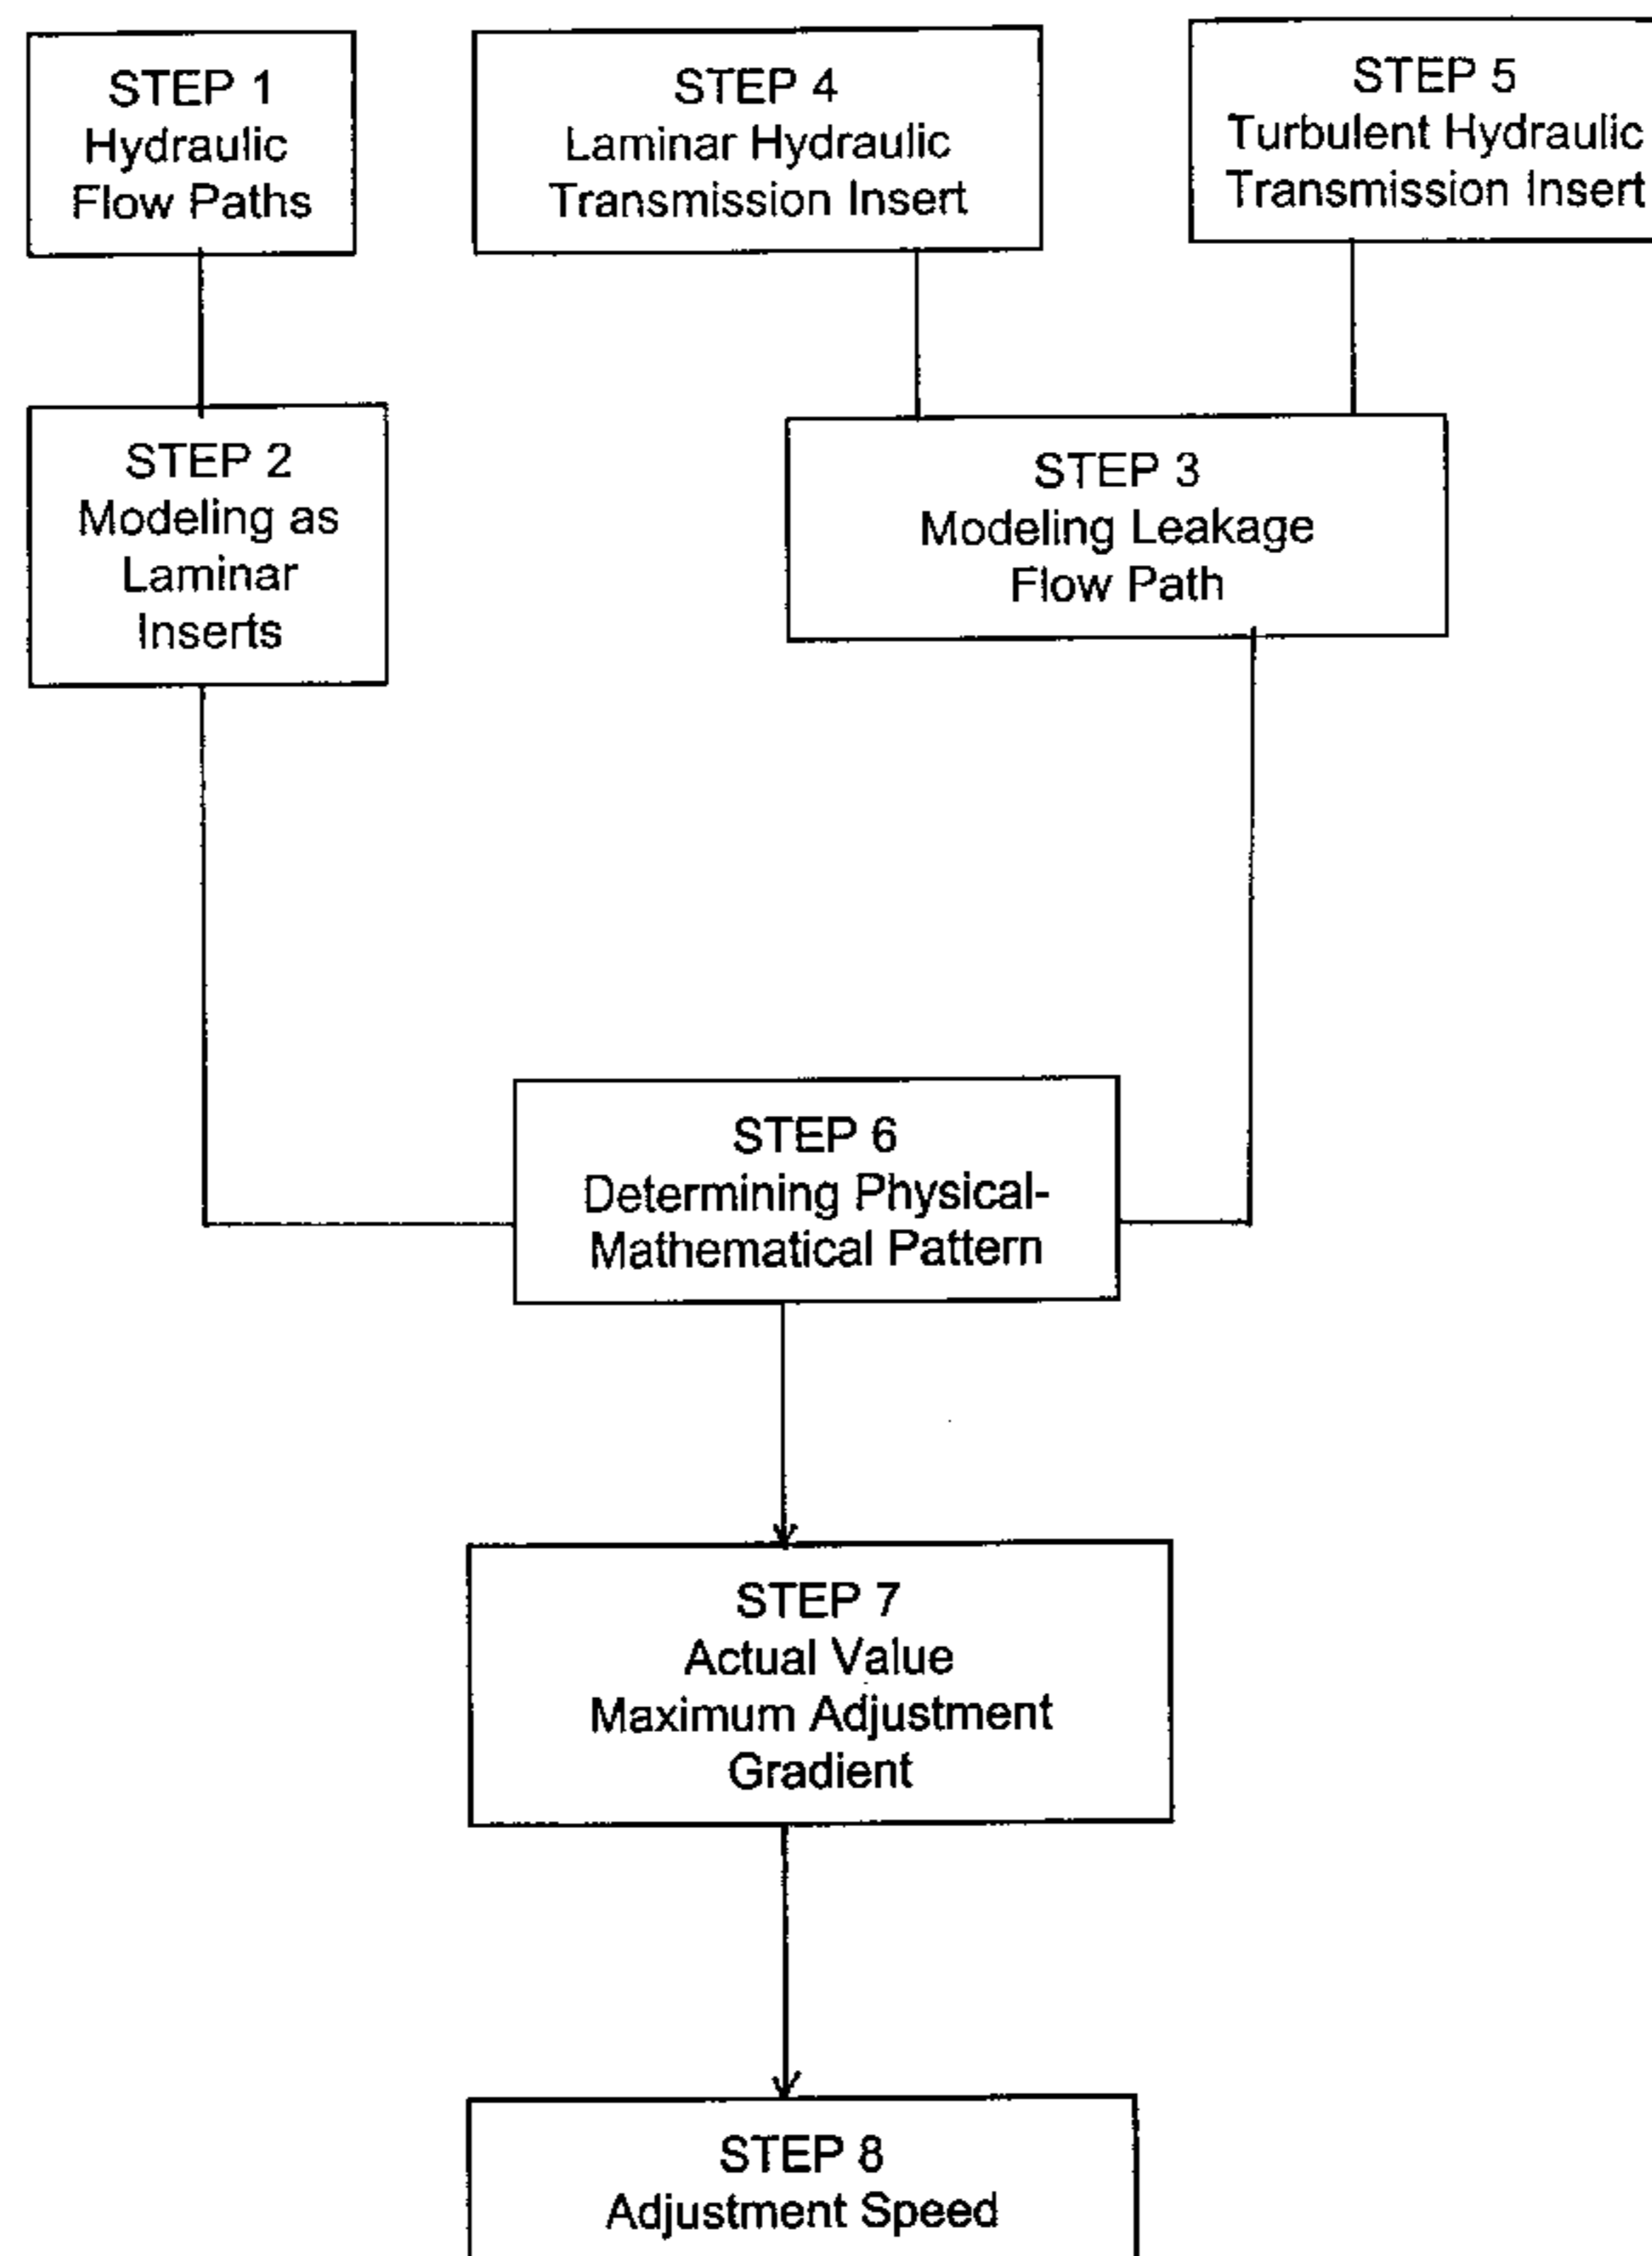 STEP 1
Hydraulic
Flow Paths
STEP 4
Laminar Hydraulic
Transmission Insert
STEP 5
Turbulent Hydraulic
Transmission Insert
STEP 2
Modeling as
Laminar
Inserts
STEP 3
Modeling Leakage
Flow Path
STEP 6
Determining Physical-
Mathematical Pattern
STEP 7
Actual Value
Maximum Adjustment
Gradient
STEP 8
Adjustment Speed